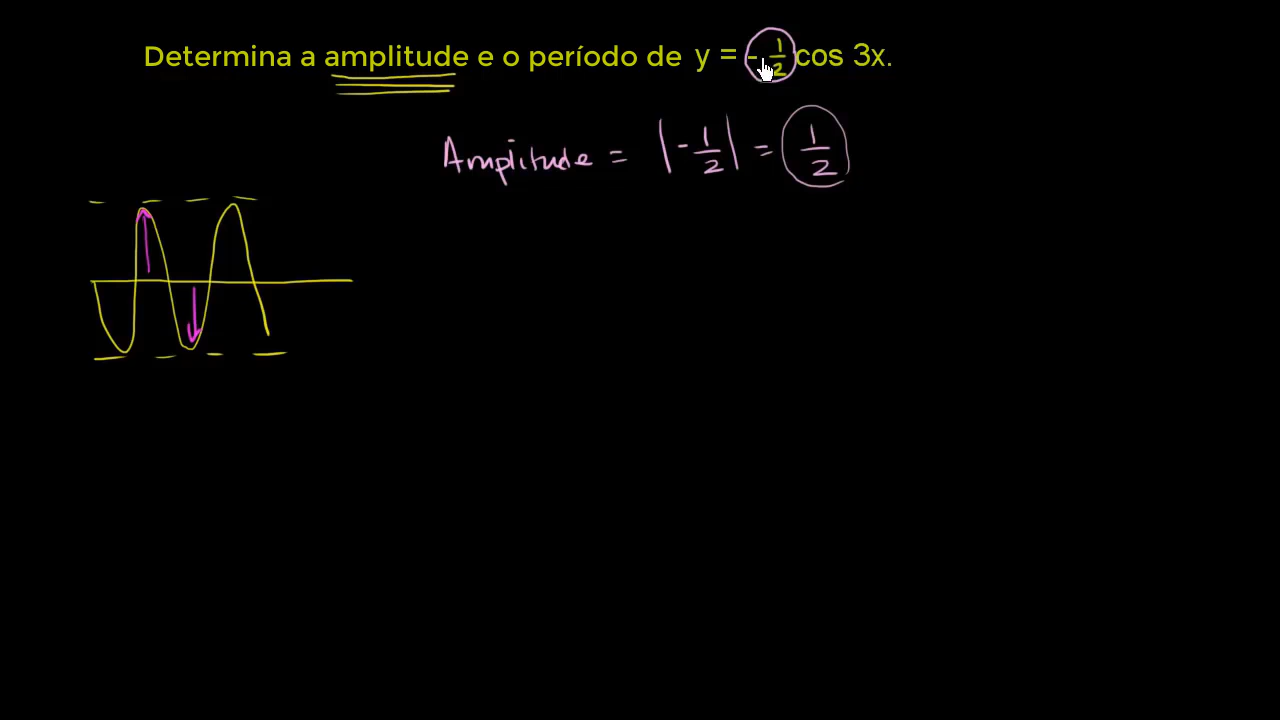 Determina a amplitude e o período de y = - 1/2 cos 3x.
Amplitude = |- 1/2| = 1/2